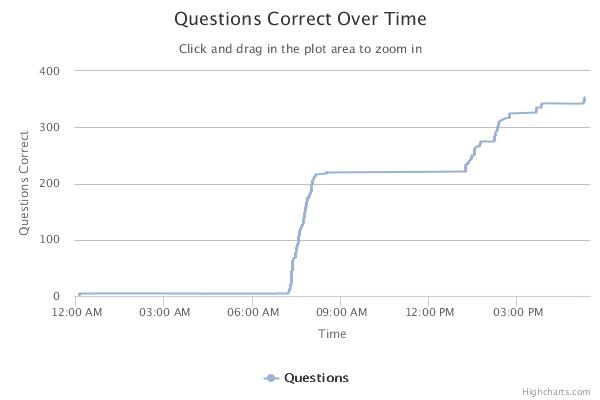 Questions Correct Over Time
Click and drag in the plot area to zoom in
Questions Correct
400
300
200
100
0
12:00 AM 03:00 AM 06:00 AM 09:00 AM 12:00 PM 03:00 PM
Time
Questions
Highcharts.com